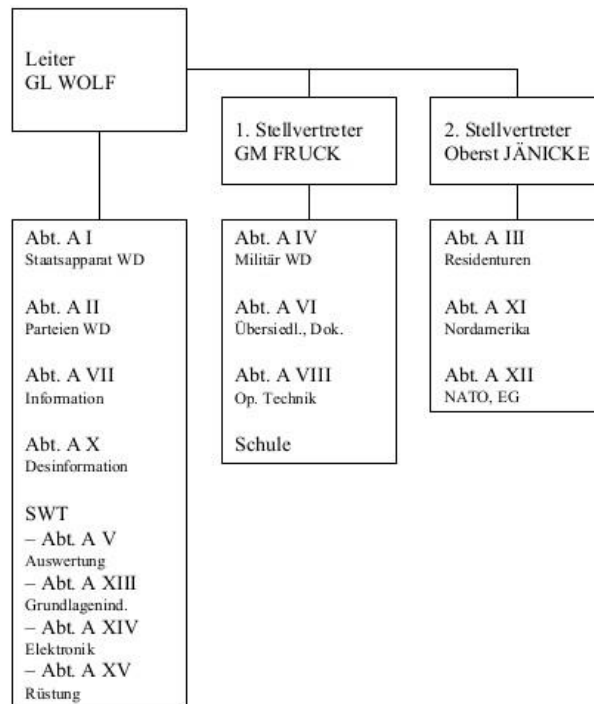 Leiter
GL WOLF
1. Stellvertreter
GM FRUCK
2. Stellvertreter
Oberst JÄNICKE
Abt. A I
Staatsapparat WD
Abt. A II
Parteien WD
Abt. A VII
Information
Abt. A X
Desinformation
SWT
– Abt. A V
Auswertung
– Abt. A XIII
Grundlagenind.
– Abt. A XIV
Elektronik
– Abt. A XV
Rüstung
Abt. A IV
Militär WD
Abt. A VI
Übersiedl., Dok.
Abt. A VIII
Op. Technik
Schule
Abt. A III
Residenturen
Abt. A XI
Nordamerika
Abt. A XII
NATO, EG